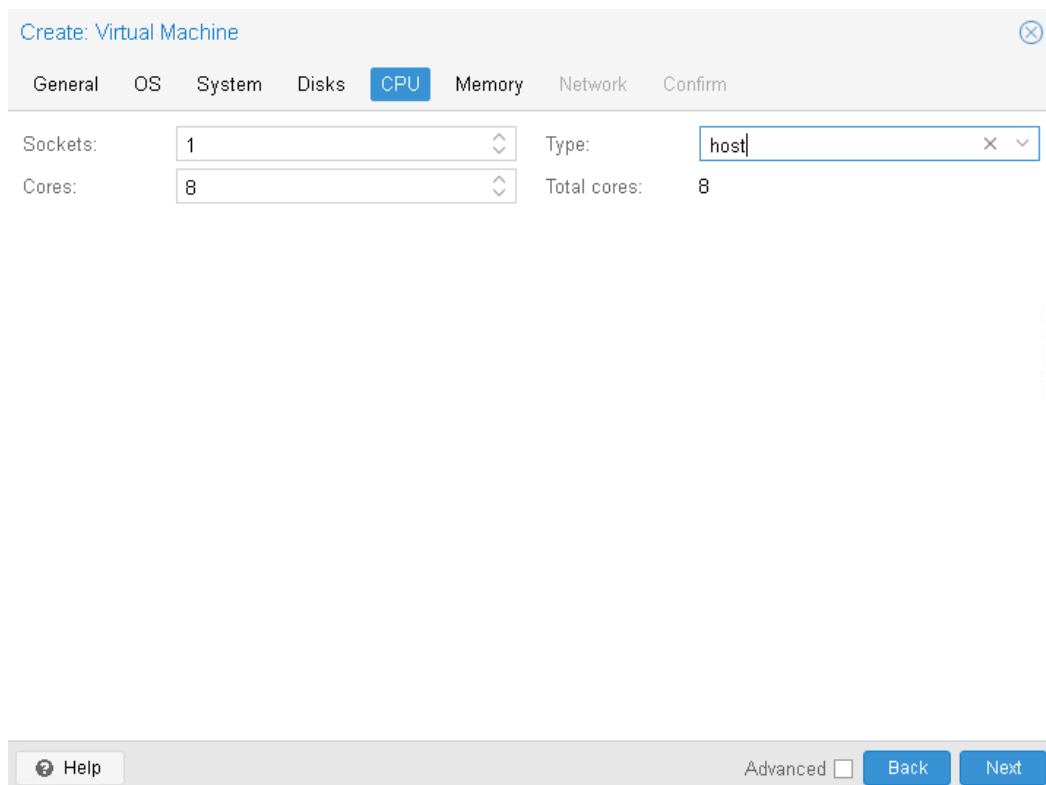 Create: Virtual Machine
General OS System Disks CPU Memory Network Confirm
Sockets: 1 Type: host
Cores: 8 Total cores: 8
Help Advanced Back Next